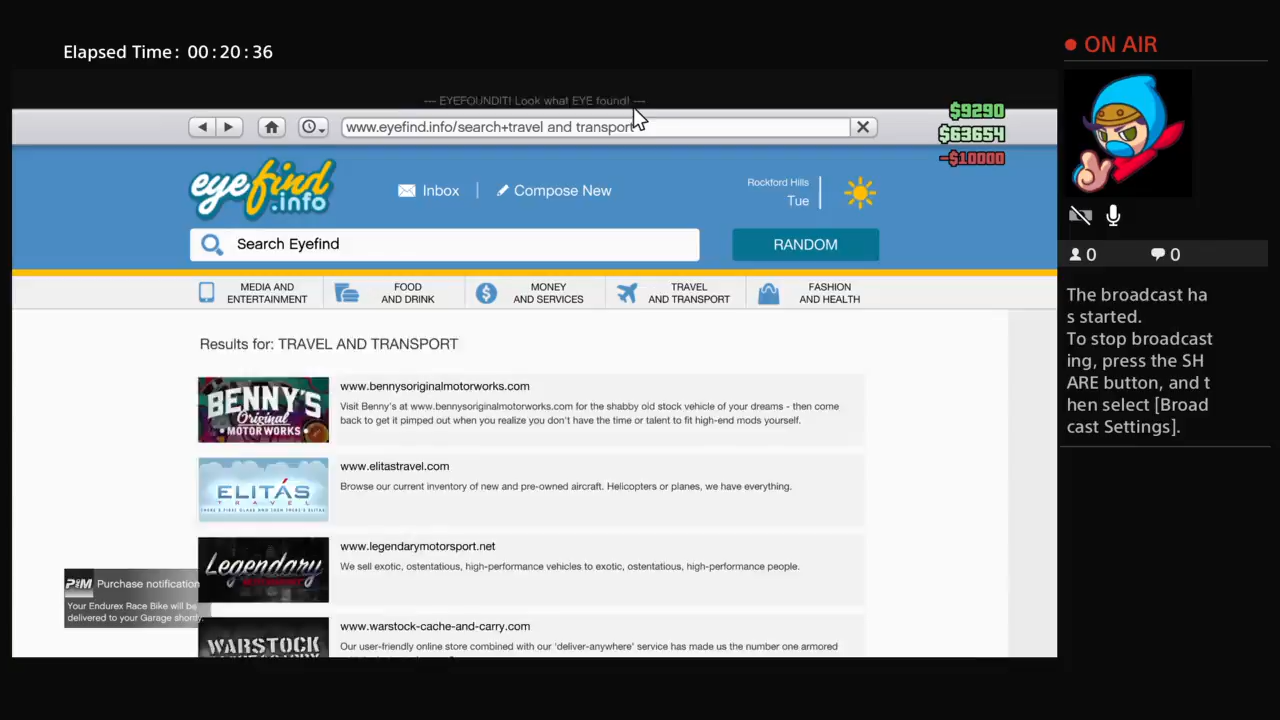 Elapsed Time: 00:20:36
ON AIR
--- EYEFOUNDIT! Look what EYE found! ---
www.eyefind.info/search+travel and transport
$9290
$63654
-$10000
eyefind
.info
Inbox
Compose New
Rockford Hills
Tue
Search Eyefind
RANDOM
0
0
MEDIA AND
ENTERTAINMENT
FOOD
AND DRINK
MONEY
AND SERVICES
TRAVEL
AND TRANSPORT
FASHION
AND HEALTH
The broadcast ha
s started.
To stop broadcast
ing, press the SH
ARE button, and t
hen select [Broad
cast Settings].
Results for: TRAVEL AND TRANSPORT
BENNY'S
Original
MOTOR WORKS
www.bennysoriginalmotorworks.com
Visit Benny's at www.bennysoriginalmotorworks.com for the shabby old stock vehicle of your dreams - then come
back to get it pimped out when you realize you don't have the time or talent to fit high-end mods yourself.
ELITÁS
TRAVEL
THERE'S FIRST CLASS AND THEN THERE'S ELITÁS
www.elitastravel.com
Browse our current inventory of new and pre-owned aircraft. Helicopters or planes, we have everything.
Legendary
www.legendarymotorsport.net
We sell exotic, ostentatious, high-performance vehicles to exotic, ostentatious, high-performance people.
Purchase notification
Your Endurex Race Bike will be
delivered to your Garage shortly.
WARSTOCK
www.warstock-cache-and-carry.com
Our user-friendly online store combined with our 'deliver-anywhere' service has made us the number one armored